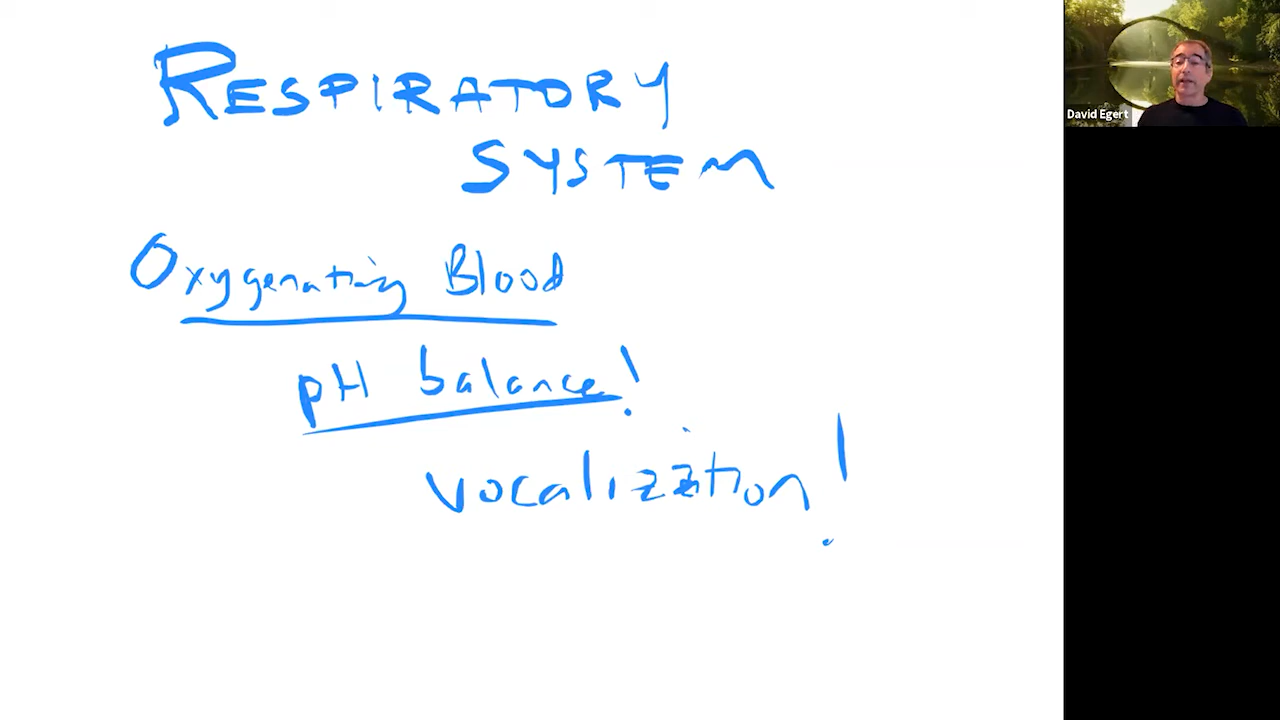 RESPIRATORY
SYSTEM
Oxygenating Blood
pH balance!
vocalization!
David Egert